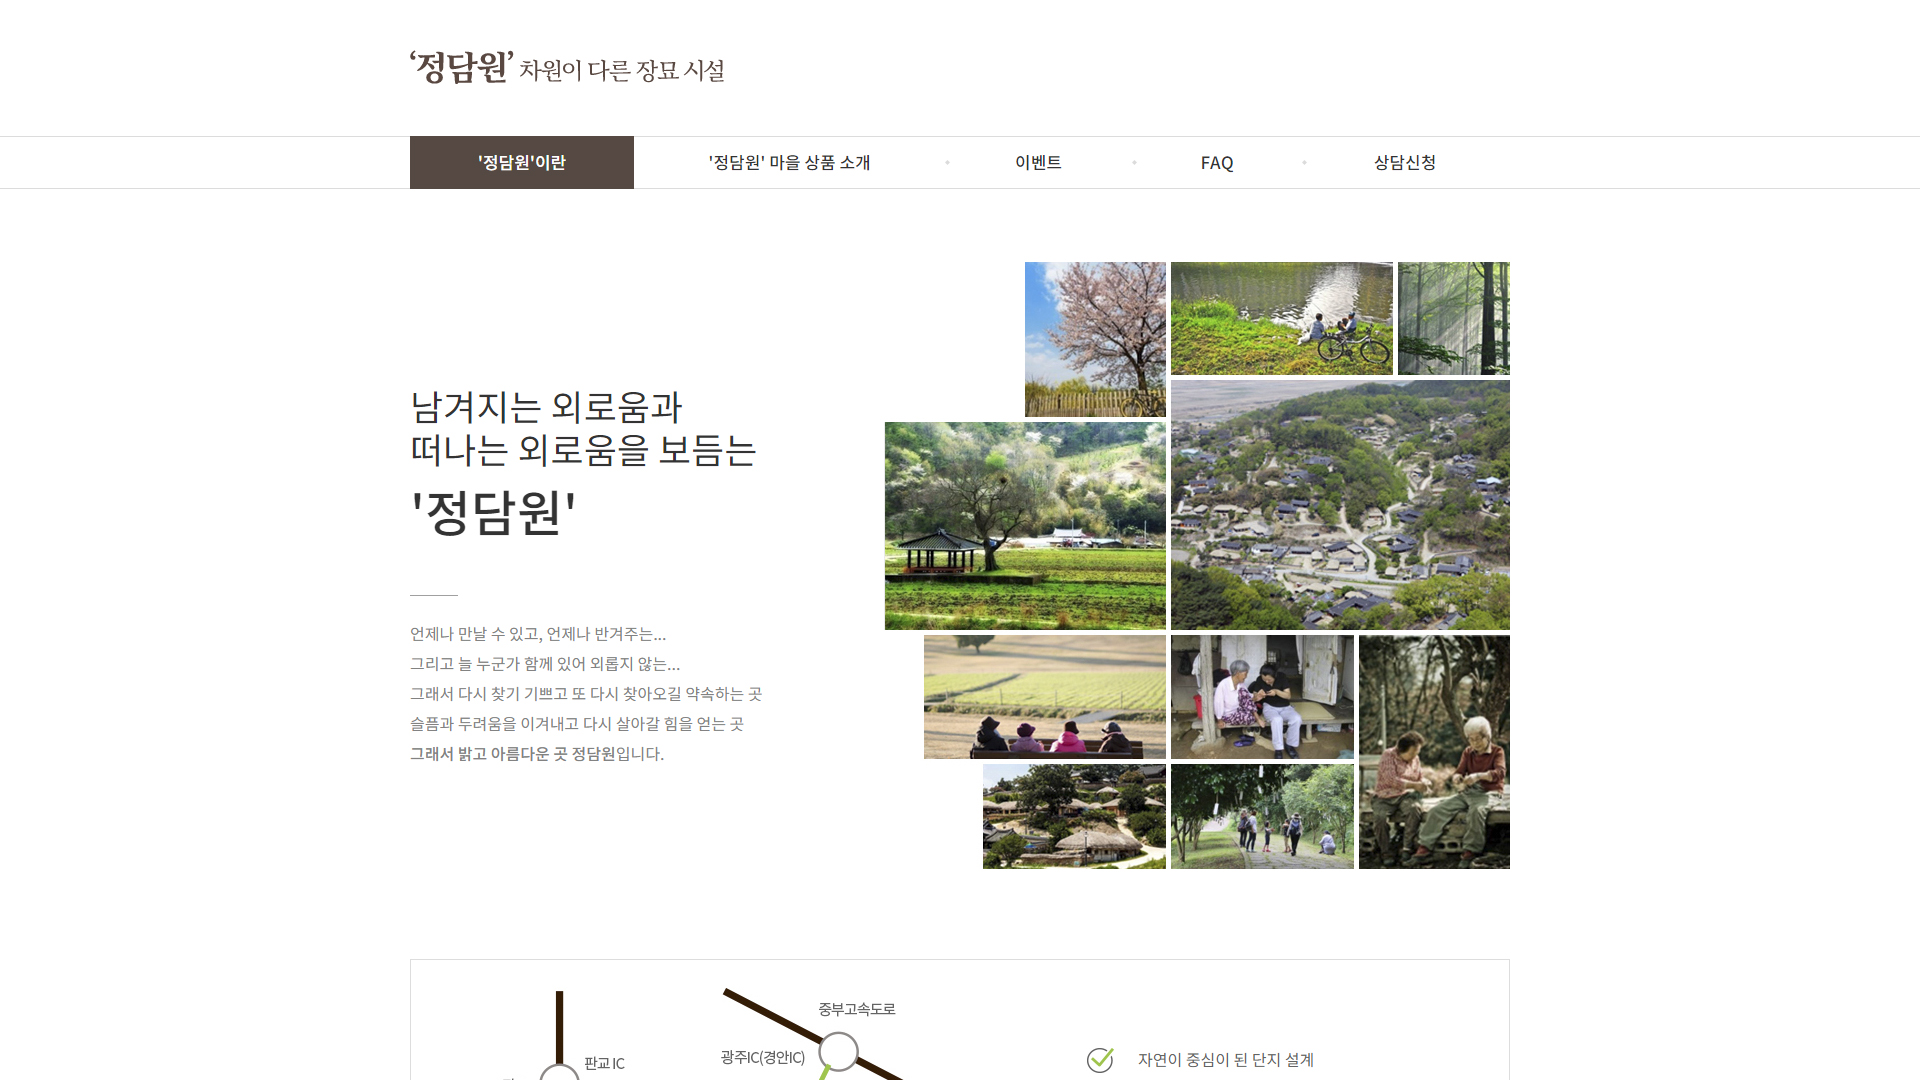 ‘정담원’ 차원이 다른 장묘 시설
'정담원'이란
'정담원' 마을 상품 소개
이벤트
FAQ
상담신청
남겨지는 외로움과
떠나는 외로움을 보듬는
'정담원'
언제나 만날 수 있고, 언제나 반겨주는...
그리고 늘 누군가 함께 있어 외롭지 않는...
그래서 다시 찾기 기쁘고 또 다시 찾아오길 약속하는 곳
슬픔과 두려움을 이겨내고 다시 살아갈 힘을 얻는 곳
그래서 밝고 아름다운 곳 정담원입니다.
중부고속도로
판교 IC
광주IC(경안IC)
자연이 중심이 된 단지 설계